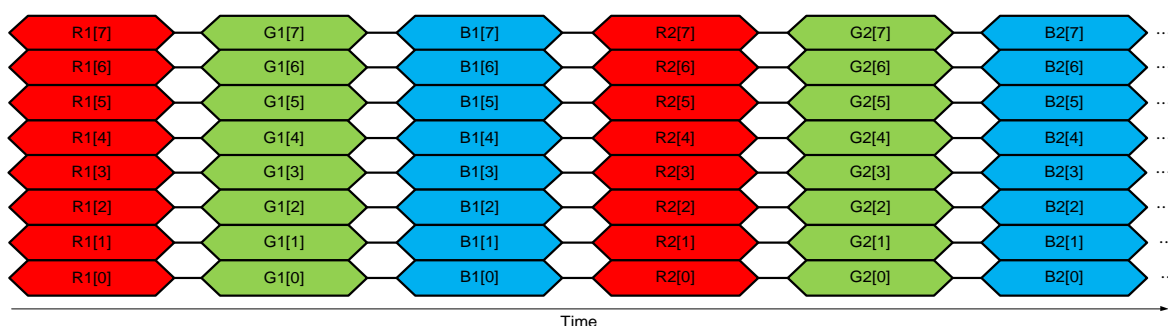 R1[7] G1[7] B1[7] R2[7] G2[7] B2[7] ...
R1[6] G1[6] B1[6] R2[6] G2[6] B2[6] ...
R1[5] G1[5] B1[5] R2[5] G2[5] B2[5] ...
R1[4] G1[4] B1[4] R2[4] G2[4] B2[4] ...
R1[3] G1[3] B1[3] R2[3] G2[3] B2[3] ...
R1[2] G1[2] B1[2] R2[2] G2[2] B2[2] ...
R1[1] G1[1] B1[1] R2[1] G2[1] B2[1] ...
R1[0] G1[0] B1[0] R2[0] G2[0] B2[0] ...
Time